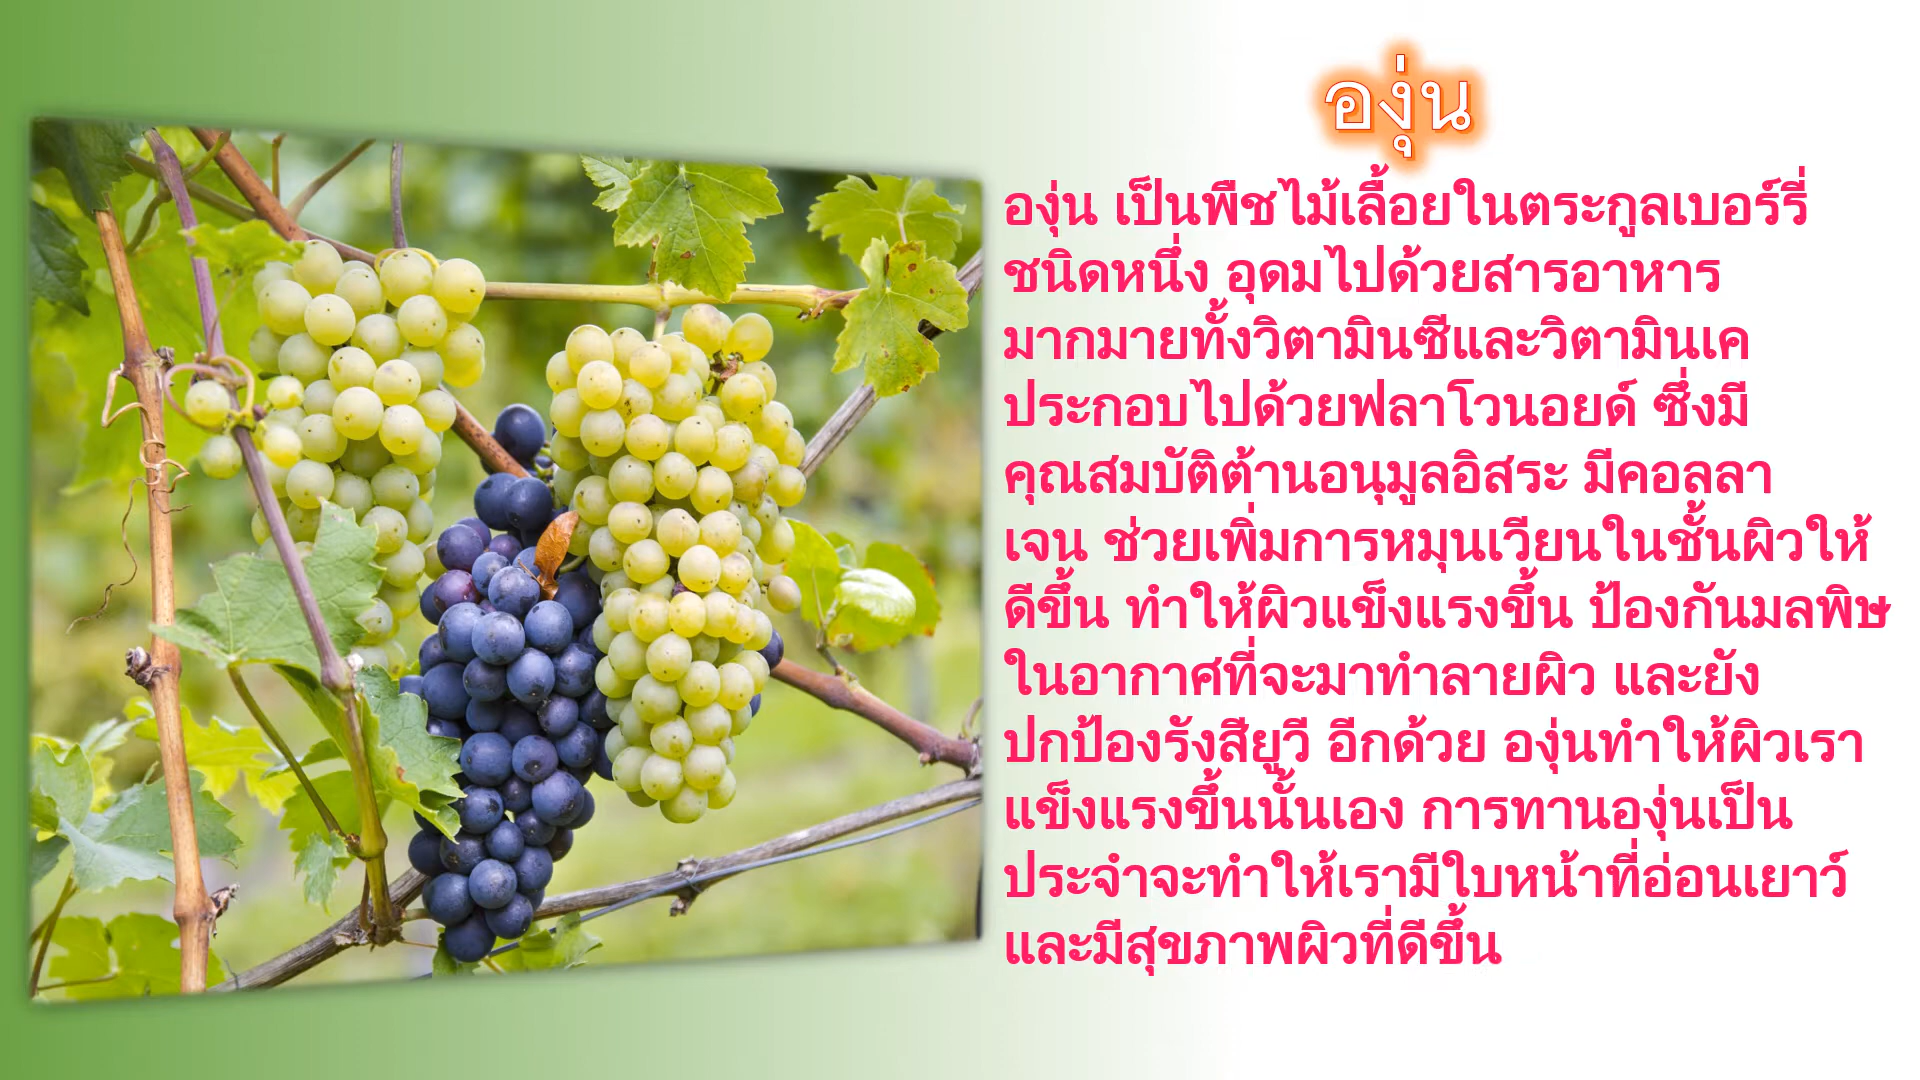 องุ่น
องุ่น เป็นพืชไม้เลื้อยในตระกูลเบอร์รี่
ชนิดหนึ่ง อุดมไปด้วยสารอาหาร
มากมายทั้งวิตามินซีและวิตามินเค
ประกอบไปด้วยฟลาโวนอยด์ ซึ่งมี
คุณสมบัติต้านอนุมูลอิสระ มีคอลลา
เจน ช่วยเพิ่มการหมุนเวียนในชั้นผิวให้
ดีขึ้น ทำให้ผิวแข็งแรงขึ้น ป้องกันมลพิษ
ในอากาศที่จะมาทำลายผิว และยัง
ปกป้องรังสียูวี อีกด้วย องุ่นทำให้ผิวเรา
แข็งแรงขึ้นนั้นเอง การทานองุ่นเป็น
ประจำจะทำให้เรามีใบหน้าที่อ่อนเยาว์
และมีสุขภาพผิวที่ดีขึ้น